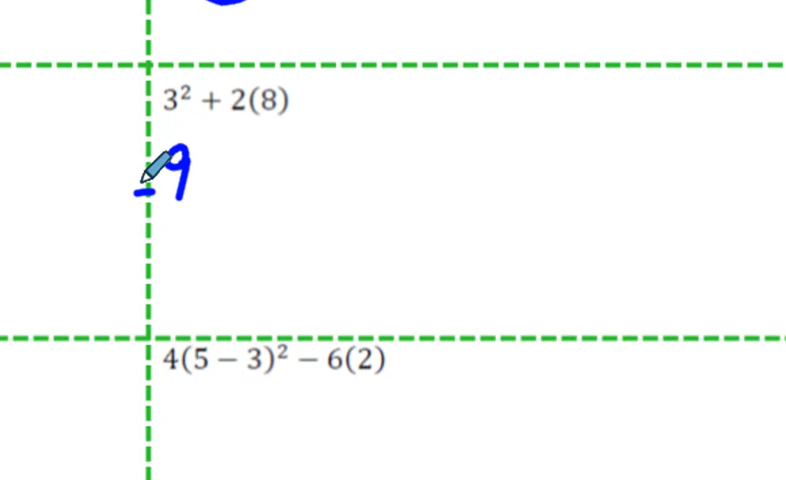 3² + 2(8)
= 9
4(5 − 3)² − 6(2)